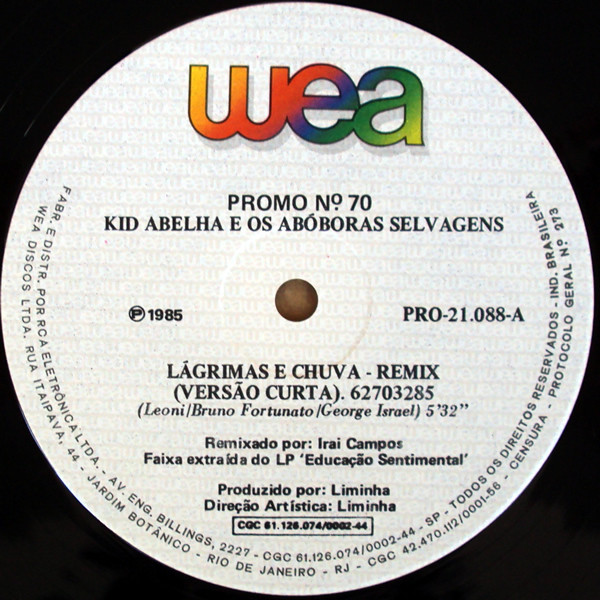 wea
PROMO Nº 70
KID ABELHA E OS ABÓBORAS SELVAGENS
℗ 1985
PRO-21.088-A
LÁGRIMAS E CHUVA - REMIX
(VERSÃO CURTA). 62703285
(Leoni/Bruno Fortunato/George Israel) 5'32"
Remixado por: Irai Campos
Faixa extraída do LP 'Educação Sentimental'
Produzido por: Liminha
Direção Artística: Liminha
CGC 61.126.074/0002-44
FABR. E DISTR. POR RCA ELETRÔNICA LTDA. - AV. ENG. BILLINGS, 2227 - CGC 61.126.074/0002-44 - SP - TODOS OS DIREITOS RESERVADOS - IND. BRASILEIRA
WEA DISCOS LTDA. RUA ITAIPAVA, 44 - JARDIM BOTÂNICO - RIO DE JANEIRO - RJ - CGC 42.470.112/0001-56 - CENSURA - PROTOCOLO GERAL Nº 273